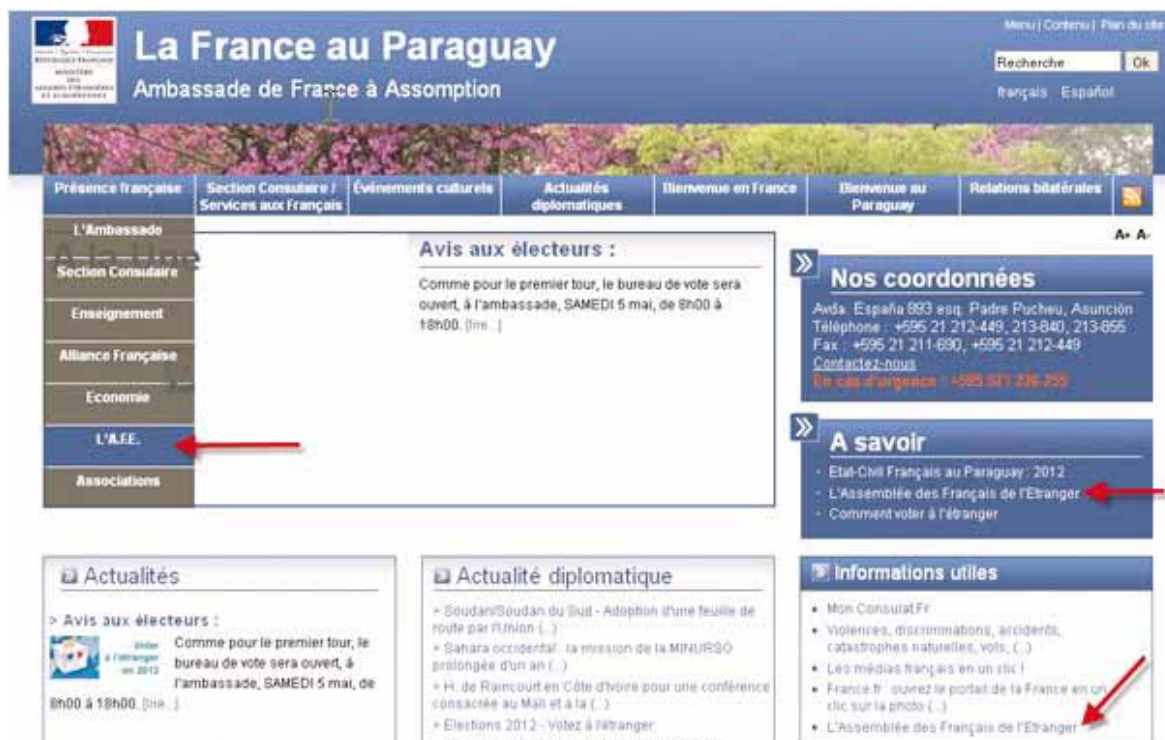 Menu | Contenu | Plan du site
La France au Paraguay
Ambassade de France à Assomption
Recherche
Ok
français Español
Présence française
Section Consulaire / Services aux Français
Événements culturels
Actualités diplomatiques
Bienvenue en France
Bienvenue au Paraguay
Relations bilatérales
A+ A-
A la Une
L'Ambassade
Section Consulaire
Enseignement
Alliance Française
Economie
L'A.F.E.
Associations
Avis aux électeurs :
Comme pour le premier tour, le bureau de vote sera
ouvert, à l'ambassade, SAMEDI 5 mai, de 8h00 à
18h00. [lire...]
Nos coordonnées
Avda. España 893 esq. Padre Pucheu, Asunción
Téléphone : +595 21 212-449, 213-840, 213-855
Fax : +595 21 211-690, +595 21 212-449
Contactez-nous
En cas d'urgence :
A savoir
Etat-Civil Français au Paraguay : 2012
L'Assemblée des Français de l'Etranger
Comment voter à l'étranger
Actualités
> Avis aux électeurs :
Voter à l'étranger en 2012
Comme pour le premier tour, le
bureau de vote sera ouvert, à
l'ambassade, SAMEDI 5 mai, de
8h00 à 18h00. [lire...]
Actualité diplomatique
» Soudan/Soudan du Sud - Adoption d'une feuille de
route par l'Union (...)
» Sahara occidental : la mission de la MINURSO
prolongée d'un an (...)
» H. de Raincourt en Côte d'Ivoire pour une conférence
consacrée au Mali et à la (...)
» Elections 2012 - Votez à l'étranger
Informations utiles
Mon Consulat.Fr
Violences, discriminations, accidents,
catastrophes naturelles, vols, (...)
Les médias français en un clic !
France.fr : ouvrez le portail de la France en un
clic sur la photo (...)
L'Assemblée des Français de l'Etranger